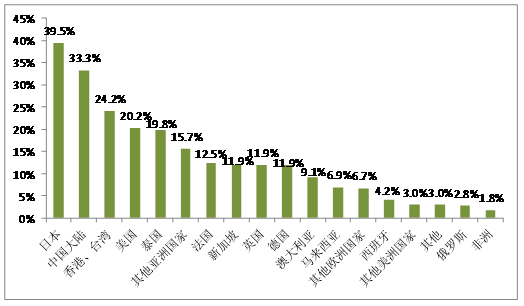 45%
40%
35%
30%
25%
20%
15%
10%
5%
0%
39.5%
33.3%
24.2%
20.2%
19.8%
15.7%
12.5%
11.9%
11.9%
11.9%
9.1%
6.9%
6.7%
4.2%
3.0%
3.0%
2.8%
1.8%
日本
中国大陆
香港、台湾
美国
泰国
其他亚洲国家
法国
新加坡
英国
德国
澳大利亚
马来西亚
其他欧洲国家
西班牙
其他美洲国家
其他
俄罗斯
非洲